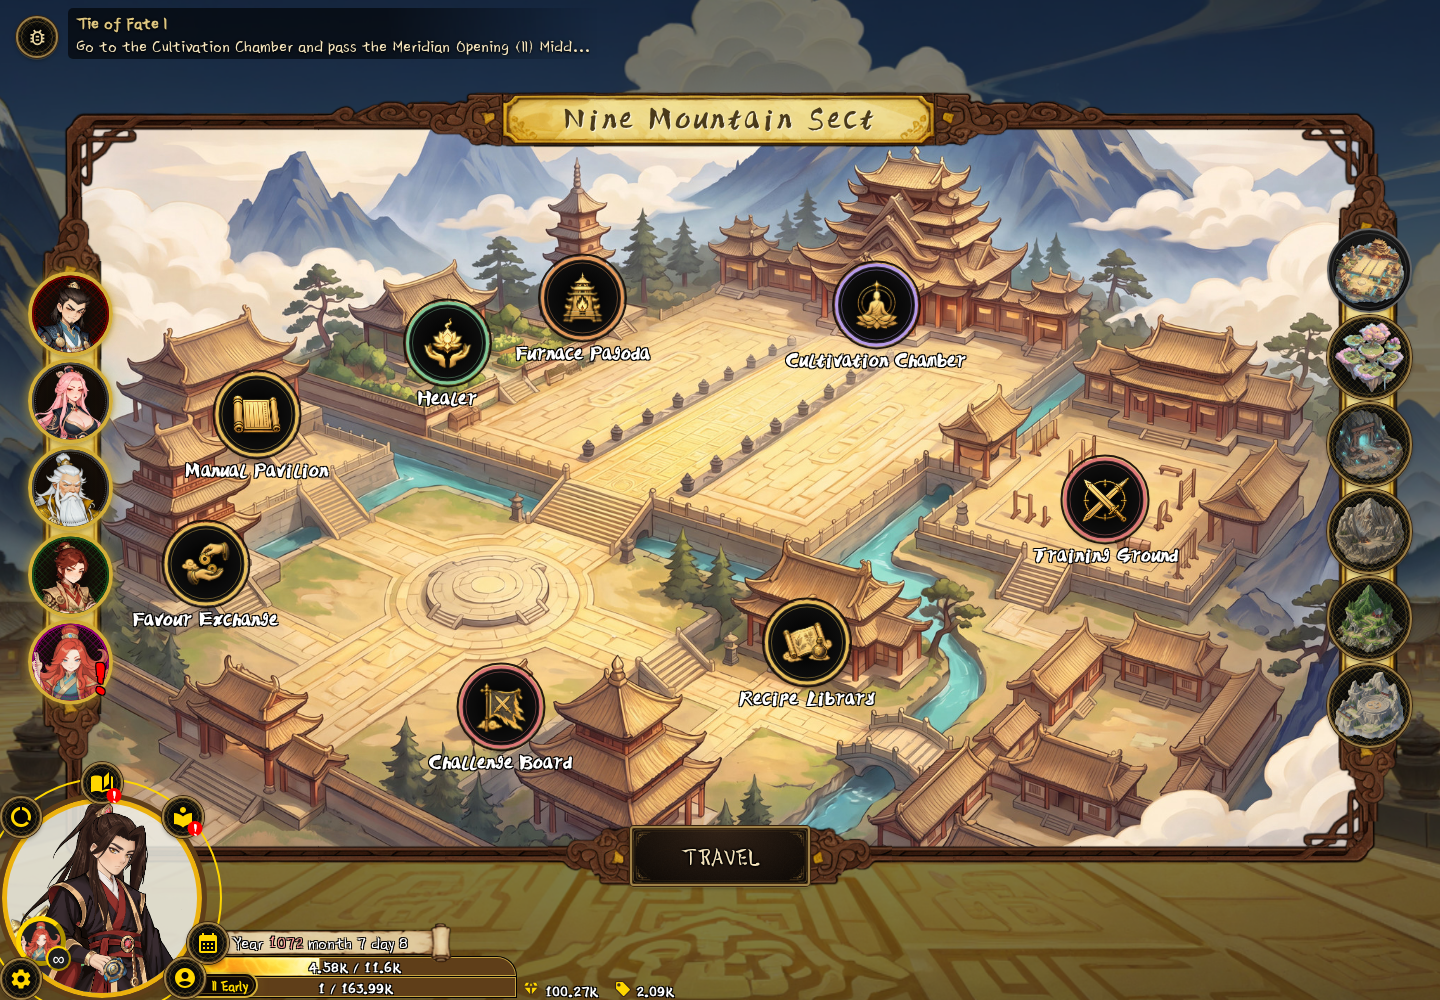 Tie of Fate I
Go to the Cultivation Chamber and pass the Meridian Opening (II) Midd...
Nine Mountain Sect
Furnace Pagoda
Cultivation Chamber
Healer
Manual Pavilion
Training Ground
Favour Exchange
Recipe Library
Challenge Board
TRAVEL
Year 1072 month 7 day 8
4.58K / 11.6K
II Early
1 / 163.99K
100.27K
2.09K